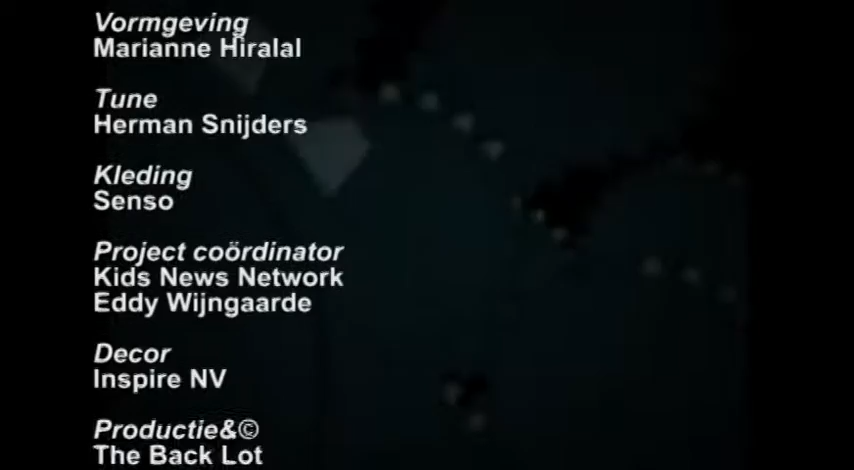 Vormgeving
Marianne Hiralal
Tune
Herman Snijders
Kleding
Senso
Project coördinator
Kids News Network
Eddy Wijngaarde
Decor
Inspire NV
Productie&©
The Back Lot